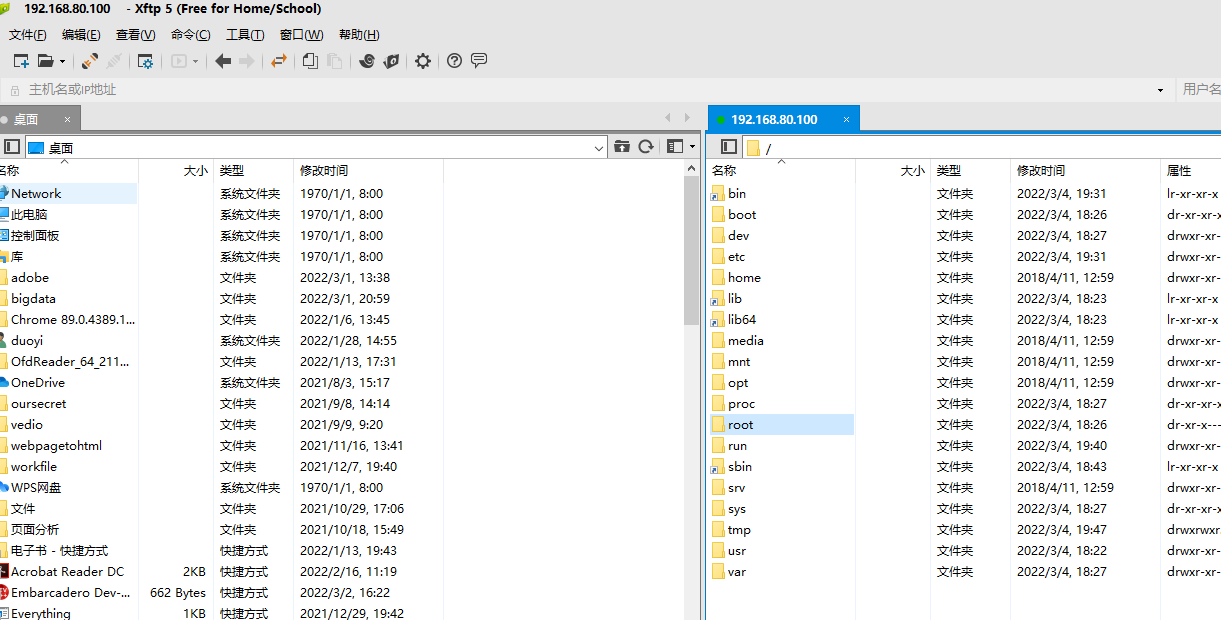 192.168.80.100 - Xftp 5 (Free for Home/School)
文件(F) 编辑(E) 查看(V) 命令(C) 工具(T) 窗口(W) 帮助(H)
主机名或IP地址 用户名
桌面 × 192.168.80.100 ×
桌面 /
名称 大小 类型 修改时间 名称 大小 类型 修改时间 属性
Network 系统文件夹 1970/1/1, 8:00 bin 文件夹 2022/3/4, 19:31 lr-xr-xr-x
此电脑 系统文件夹 1970/1/1, 8:00 boot 文件夹 2022/3/4, 18:26 dr-xr-xr-x
控制面板 系统文件夹 1970/1/1, 8:00 dev 文件夹 2022/3/4, 18:27 drwxr-xr-
库 系统文件夹 1970/1/1, 8:00 etc 文件夹 2022/3/4, 19:31 drwxr-xr-
adobe 文件夹 2022/3/1, 13:38 home 文件夹 2018/4/11, 12:59 drwxr-xr-
bigdata 文件夹 2022/3/1, 20:59 lib 文件夹 2022/3/4, 18:23 lr-xr-xr-x
Chrome 89.0.4389.1... 文件夹 2022/1/6, 13:45 lib64 文件夹 2022/3/4, 18:23 lr-xr-xr-x
duoyi 系统文件夹 2022/1/28, 14:55 media 文件夹 2018/4/11, 12:59 drwxr-xr-
OfdReader_64_211... 文件夹 2022/1/13, 17:31 mnt 文件夹 2018/4/11, 12:59 drwxr-xr-
OneDrive 系统文件夹 2021/8/3, 15:17 opt 文件夹 2018/4/11, 12:59 drwxr-xr-
oursecret 文件夹 2021/9/8, 14:14 proc 文件夹 2022/3/4, 18:27 dr-xr-xr-x
vedio 文件夹 2021/9/9, 9:20 root 文件夹 2022/3/4, 18:26 dr-xr-x---
webpagetohtml 文件夹 2021/11/16, 13:41 run 文件夹 2022/3/4, 19:40 drwxr-xr-
workfile 文件夹 2021/12/7, 19:40 sbin 文件夹 2022/3/4, 18:43 lr-xr-xr-x
WPS网盘 系统文件夹 1970/1/1, 8:00 srv 文件夹 2018/4/11, 12:59 drwxr-xr-
文件 文件夹 2021/10/29, 17:06 sys 文件夹 2022/3/4, 18:27 dr-xr-xr-x
页面分析 文件夹 2021/10/18, 15:49 tmp 文件夹 2022/3/4, 19:47 drwxrwxr
电子书 - 快捷方式 快捷方式 2022/1/13, 19:43 usr 文件夹 2022/3/4, 18:22 drwxr-xr-
Acrobat Reader DC 2KB 快捷方式 2022/2/16, 11:19 var 文件夹 2022/3/4, 18:27 drwxr-xr-
Embarcadero Dev-... 662 Bytes 快捷方式 2022/3/2, 16:22
Everything 1KB 快捷方式 2021/12/29, 19:42